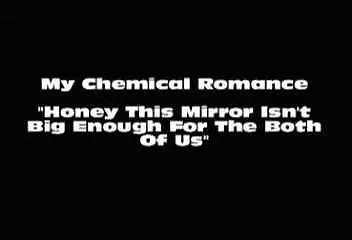 My Chemical Romance
"Honey This Mirror Isn't
Big Enough For The Both
Of Us"